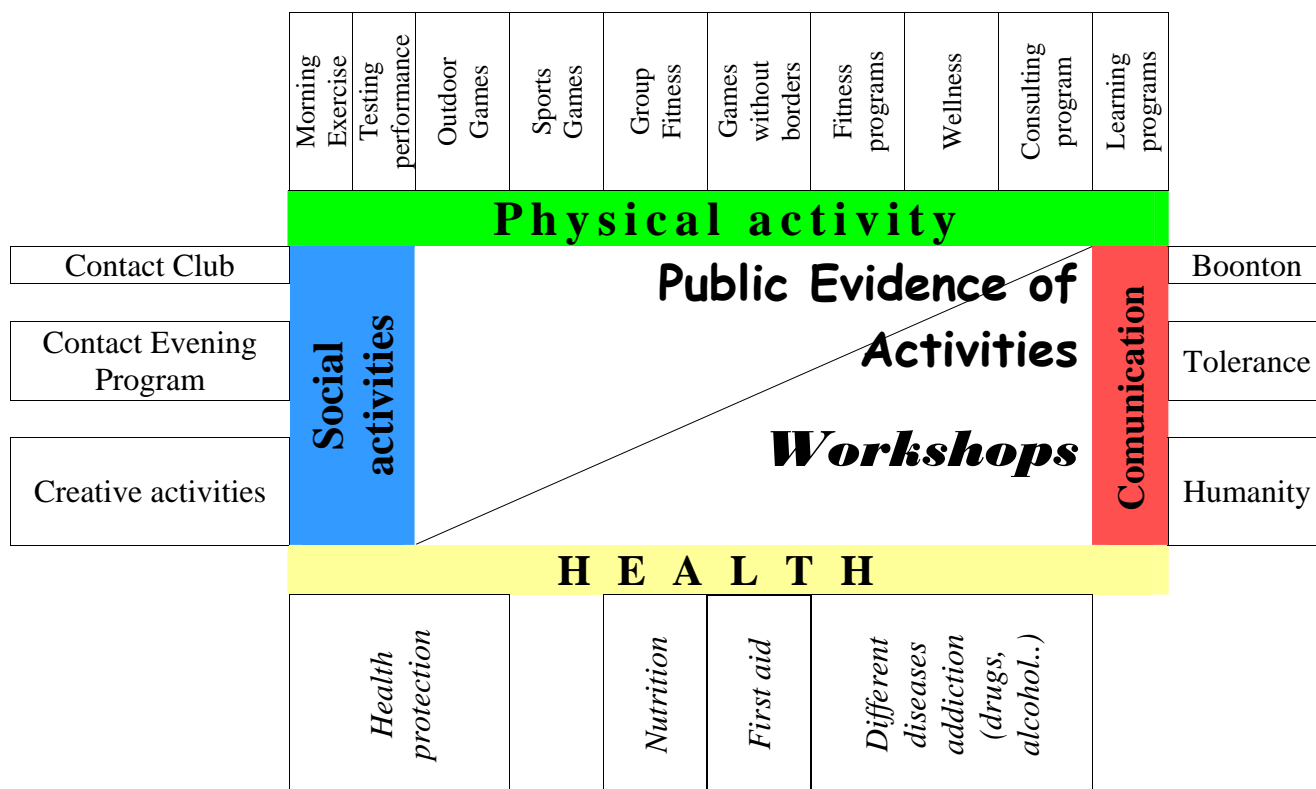 Morning
Exercise
Testing
performance
Outdoor
Games
Sports
Games
Group
Fitness
Games
without
borders
Fitness
programs
Wellness
Consulting
program
Learning
programs
Physical activity
Contact Club
Contact Evening
Program
Creative activities
Social
activities
Public Evidence of
Activities
Workshops
Comunication
Boonton
Tolerance
Humanity
HEALTH
Health
protection
Nutrition
First aid
Different
diseases
addiction
(drugs,
alcohol..)